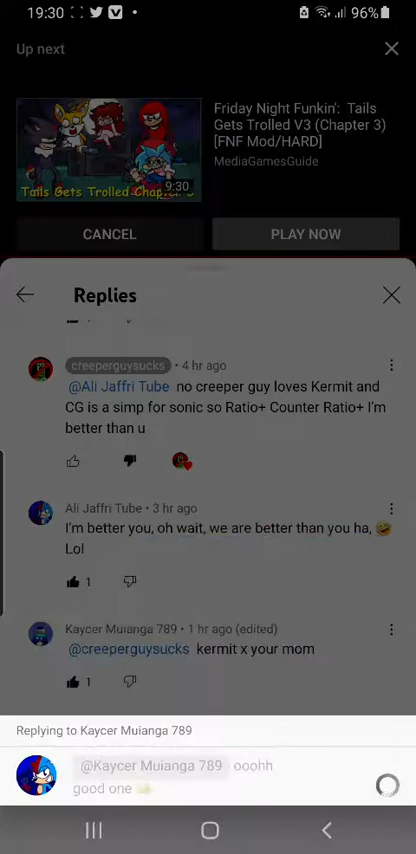 19:30
96%
Up next
Friday Night Funkin': Tails
Gets Trolled V3 (Chapter 3)
[FNF Mod/HARD]
MediaGamesGuide
Tails Gets Trolled Chap
9:30
CANCEL
PLAY NOW
Replies
creeperguysucks • 4 hr ago
@Ali Jaffri Tube no creeper guy loves Kermit and
CG is a simp for sonic so Ratio+ Counter Ratio+ I'm
better than u
Ali Jaffri Tube • 3 hr ago
I'm better you, oh wait, we are better than you ha, 🤣
Lol
1
Kaycer Muianga 789 • 1 hr ago (edited)
@creeperguysucks kermit x your mom
1
Replying to Kaycer Muianga 789
@Kaycer Muianga 789 ooohh
good one